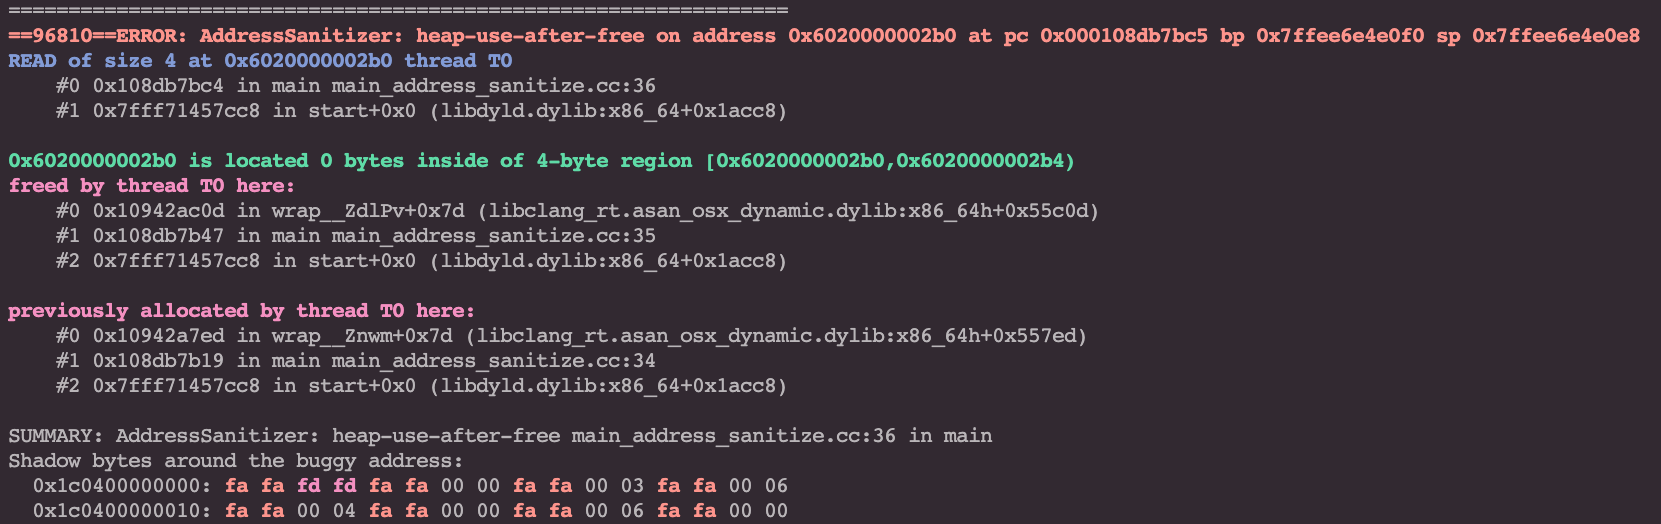 =================================================================
==96810==ERROR: AddressSanitizer: heap-use-after-free on address 0x6020000002b0 at pc 0x000108db7bc5 bp 0x7ffee6e4e0f0 sp 0x7ffee6e4e0e8
READ of size 4 at 0x6020000002b0 thread T0
    #0 0x108db7bc4 in main main_address_sanitize.cc:36
    #1 0x7fff71457cc8 in start+0x0 (libdyld.dylib:x86_64+0x1acc8)

0x6020000002b0 is located 0 bytes inside of 4-byte region [0x6020000002b0,0x6020000002b4)
freed by thread T0 here:
    #0 0x10942ac0d in wrap__ZdlPv+0x7d (libclang_rt.asan_osx_dynamic.dylib:x86_64h+0x55c0d)
    #1 0x108db7b47 in main main_address_sanitize.cc:35
    #2 0x7fff71457cc8 in start+0x0 (libdyld.dylib:x86_64+0x1acc8)

previously allocated by thread T0 here:
    #0 0x10942a7ed in wrap__Znwm+0x7d (libclang_rt.asan_osx_dynamic.dylib:x86_64h+0x557ed)
    #1 0x108db7b19 in main main_address_sanitize.cc:34
    #2 0x7fff71457cc8 in start+0x0 (libdyld.dylib:x86_64+0x1acc8)

SUMMARY: AddressSanitizer: heap-use-after-free main_address_sanitize.cc:36 in main
Shadow bytes around the buggy address:
  0x1c0400000000: fa fa fd fd fa fa 00 00 fa fa 00 03 fa fa 00 06
  0x1c0400000010: fa fa 00 04 fa fa 00 00 fa fa 00 06 fa fa 00 00